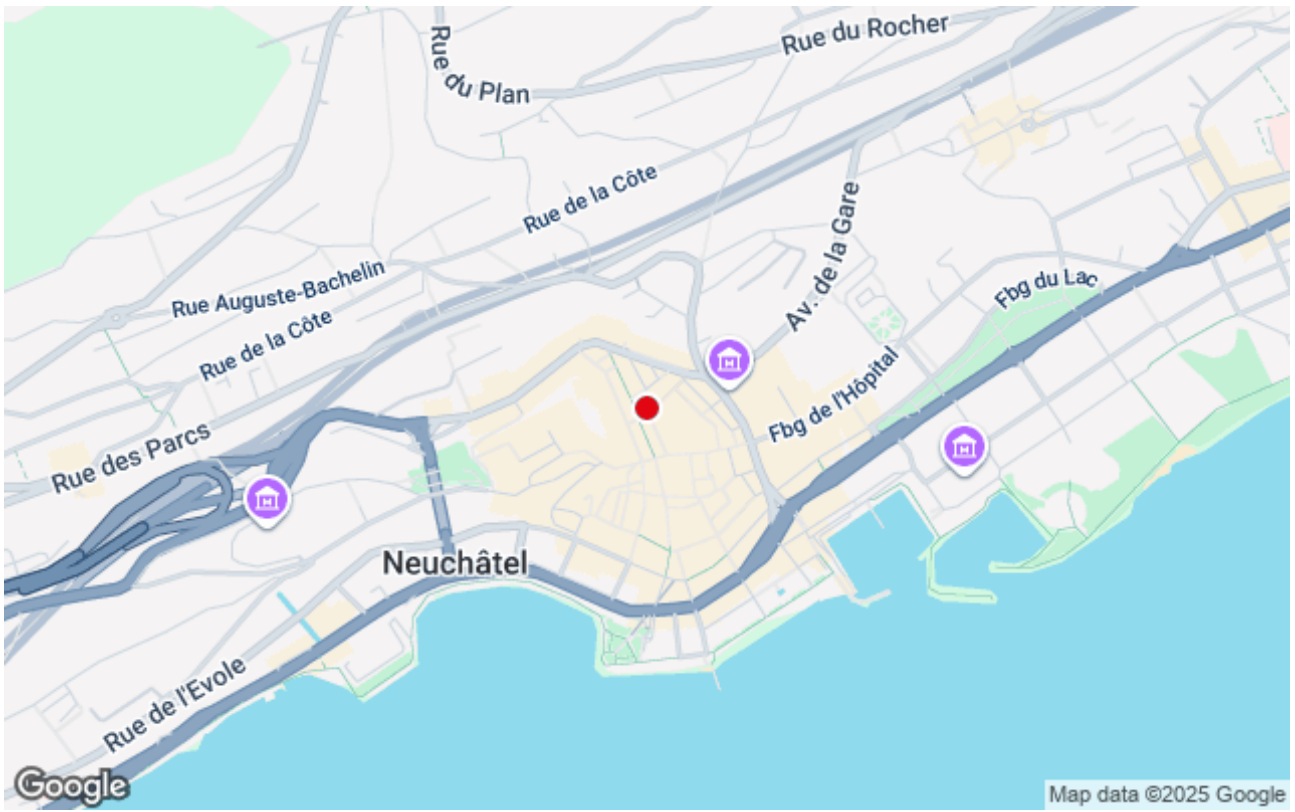 Rue du Plan
Rue du Rocher
Rue de la Côte
Av. de la Gare
Rue Auguste-Bachelin
Fbg du Lac
Rue de la Côte
Fbg de l'Hôpital
Rue des Parcs
Neuchâtel
Rue de l'Evole
Google
Map data ©2025 Google